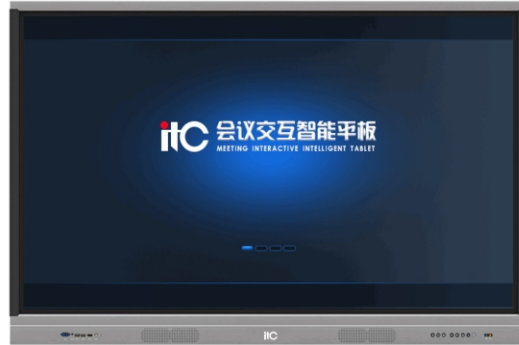 itC 会议交互智能平板
MEETING INTERACTIVE INTELLIGENT TABLET
itC